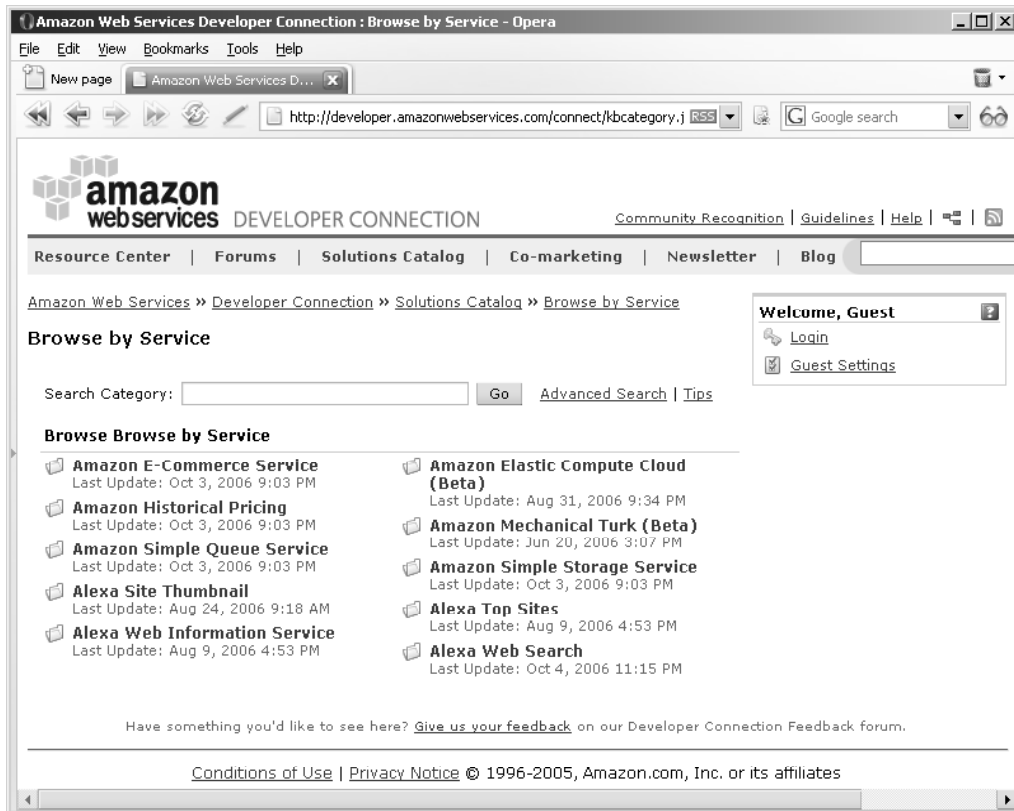 Amazon Web Services Developer Connection : Browse by Service - Opera
File Edit View Bookmarks Tools Help
New page Amazon Web Services D...
http://developer.amazonwebservices.com/connect/kbcategory.j RSS G Google search
amazon
webservices DEVELOPER CONNECTION
Community Recognition | Guidelines | Help |
Resource Center | Forums | Solutions Catalog | Co-marketing | Newsletter | Blog
Amazon Web Services » Developer Connection » Solutions Catalog » Browse by Service
Welcome, Guest ?
Login
Guest Settings
Browse by Service
Search Category: Go Advanced Search | Tips
Browse Browse by Service
Amazon E-Commerce Service
Last Update: Oct 3, 2006 9:03 PM
Amazon Historical Pricing
Last Update: Oct 3, 2006 9:03 PM
Amazon Simple Queue Service
Last Update: Oct 3, 2006 9:03 PM
Alexa Site Thumbnail
Last Update: Aug 24, 2006 9:18 AM
Alexa Web Information Service
Last Update: Aug 9, 2006 4:53 PM
Amazon Elastic Compute Cloud
(Beta)
Last Update: Aug 31, 2006 9:34 PM
Amazon Mechanical Turk (Beta)
Last Update: Jun 20, 2006 3:07 PM
Amazon Simple Storage Service
Last Update: Oct 3, 2006 9:03 PM
Alexa Top Sites
Last Update: Aug 9, 2006 4:53 PM
Alexa Web Search
Last Update: Oct 4, 2006 11:15 PM
Have something you'd like to see here? Give us your feedback on our Developer Connection Feedback forum.
Conditions of Use | Privacy Notice © 1996-2005, Amazon.com, Inc. or its affiliates